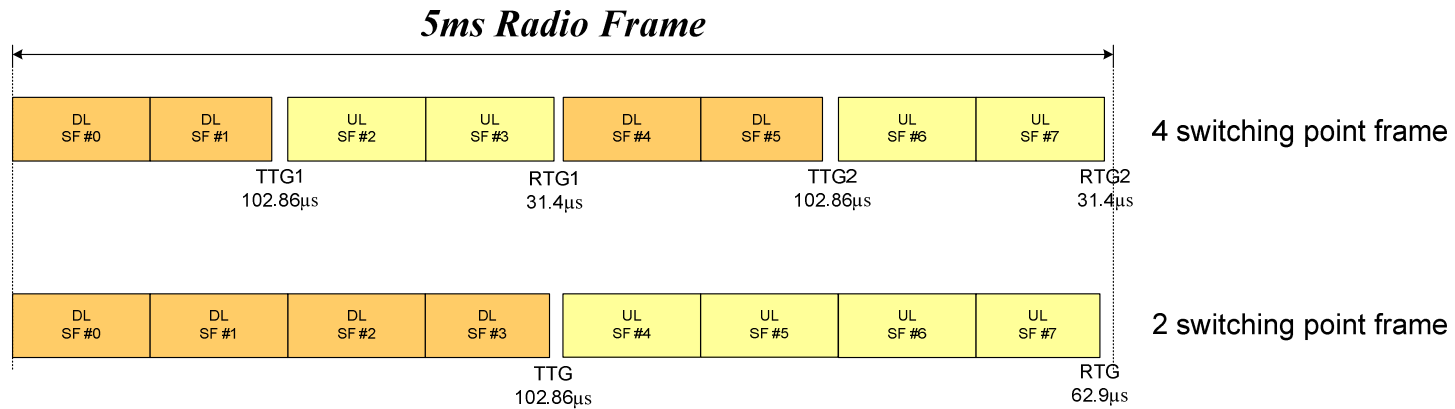 5ms Radio Frame
DL DL UL UL DL DL UL UL
SF #0 SF #1 SF #2 SF #3 SF #4 SF #5 SF #6 SF #7
4 switching point frame
TTG1 RTG1 TTG2 RTG2
102.86μs 31.4μs 102.86μs 31.4μs
DL DL DL DL UL UL UL UL
SF #0 SF #1 SF #2 SF #3 SF #4 SF #5 SF #6 SF #7
2 switching point frame
TTG RTG
102.86μs 62.9μs